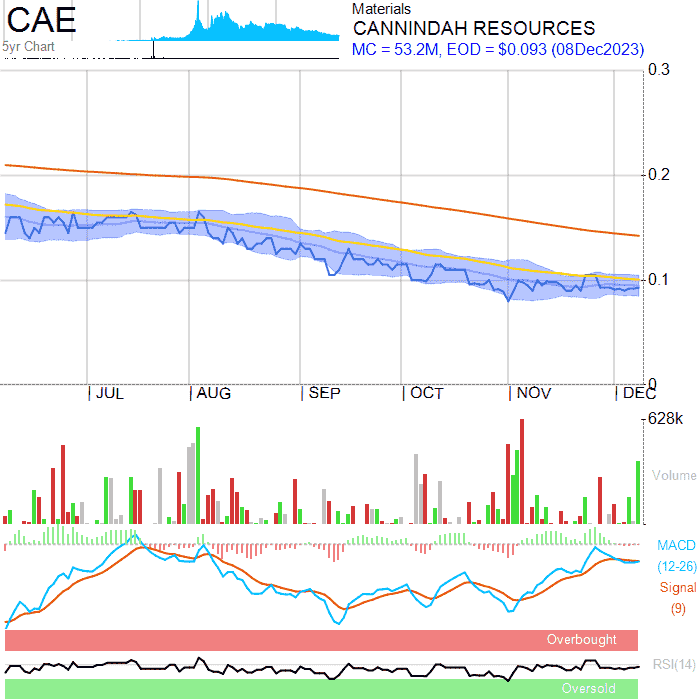 CAE
5yr Chart
Materials
CANNINDAH RESOURCES
MC = 53.2M, EOD = $0.093 (08Dec2023)
0.3
0.2
0.1
0
JUL AUG SEP OCT NOV DEC
628k
Volume
MACD
(12-26)
Signal
(9)
Overbought
RSI(14)
Oversold